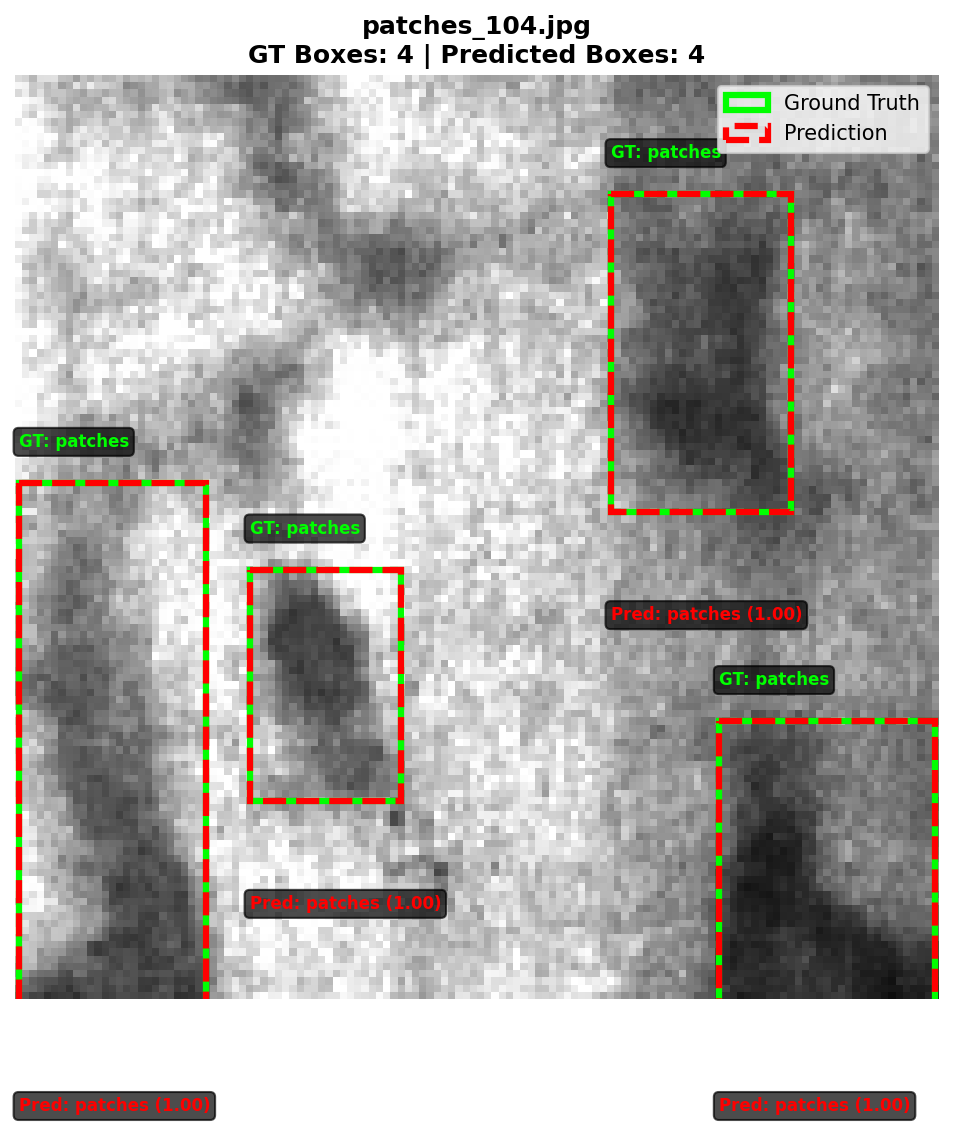 patches_104.jpg
GT Boxes: 4 | Predicted Boxes: 4
Ground Truth
Prediction
GT: patches
GT: patches
GT: patches
Pred: patches (1.00)
GT: patches
Pred: patches (1.00)
Pred: patches (1.00)
Pred: patches (1.00)